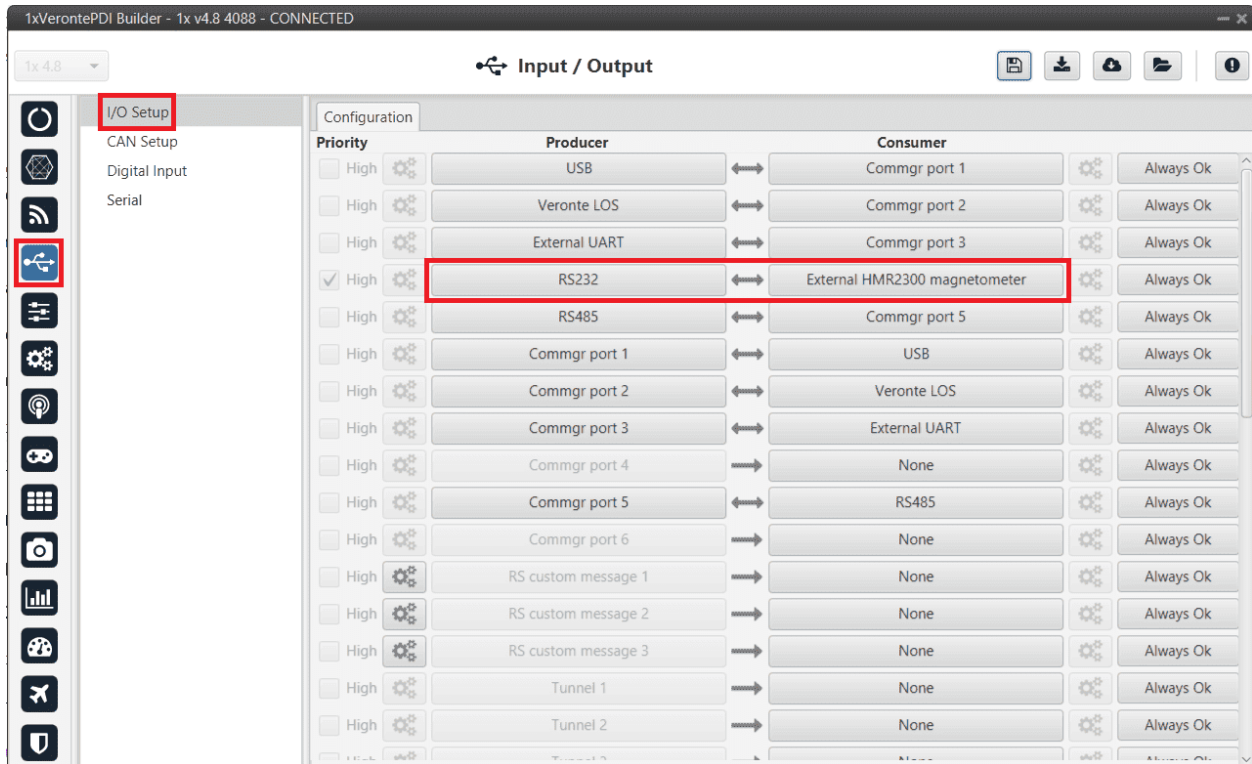 1xVerontePDI Builder - 1x v4.8 4088 - CONNECTED
1x 4.8
Input / Output
I/O Setup
CAN Setup
Digital Input
Serial
Configuration
Priority Producer Consumer
High USB Commgr port 1 Always Ok
High Veronte LOS Commgr port 2 Always Ok
High External UART Commgr port 3 Always Ok
High RS232 External HMR2300 magnetometer Always Ok
High RS485 Commgr port 5 Always Ok
High Commgr port 1 USB Always Ok
High Commgr port 2 Veronte LOS Always Ok
High Commgr port 3 External UART Always Ok
High Commgr port 4 None Always Ok
High Commgr port 5 RS485 Always Ok
High Commgr port 6 None Always Ok
High RS custom message 1 None Always Ok
High RS custom message 2 None Always Ok
High RS custom message 3 None Always Ok
High Tunnel 1 None Always Ok
High Tunnel 2 None Always Ok